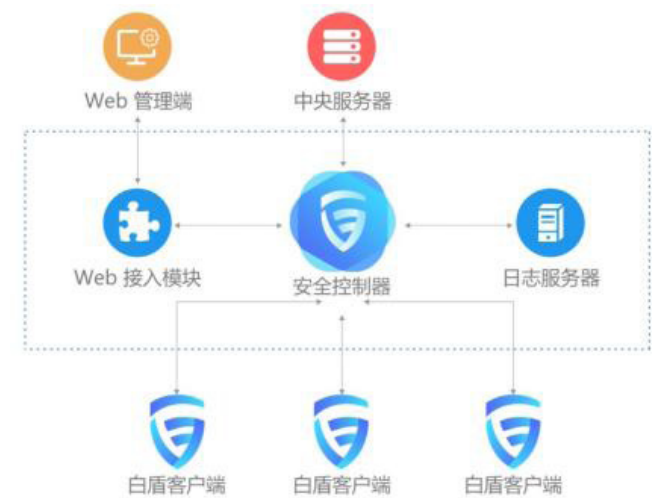 Web 管理端
中央服务器
Web 接入模块
安全控制器
日志服务器
白盾客户端
白盾客户端
白盾客户端